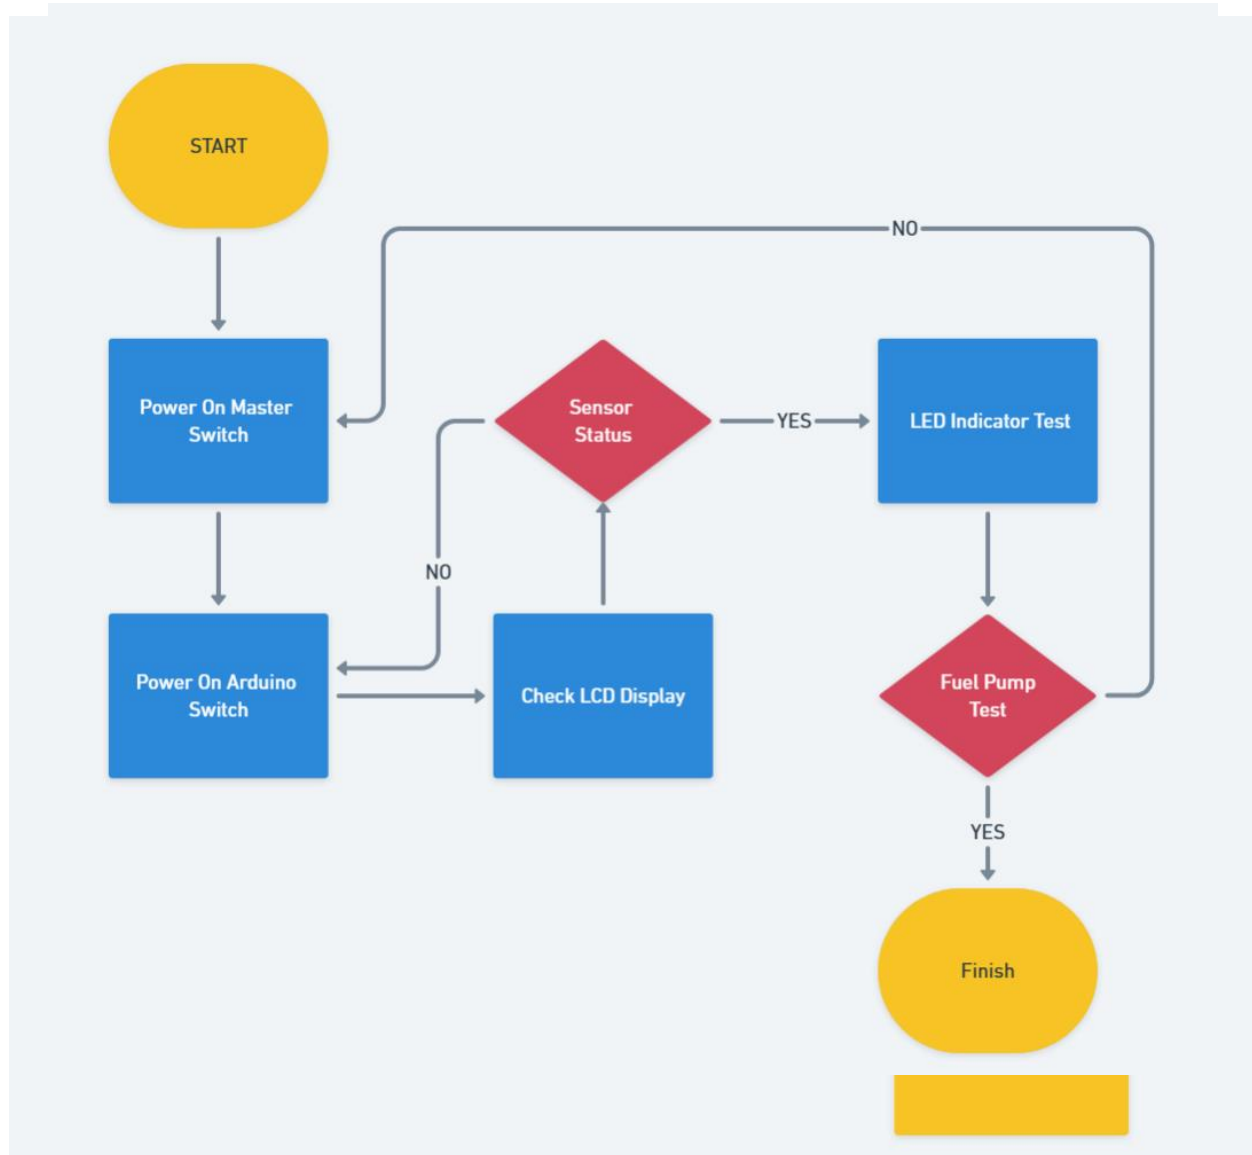 START
NO
Power On Master
Switch
Sensor
Status
YES
LED Indicator Test
NO
Power On Arduino
Switch
Check LCD Display
Fuel Pump
Test
YES
Finish